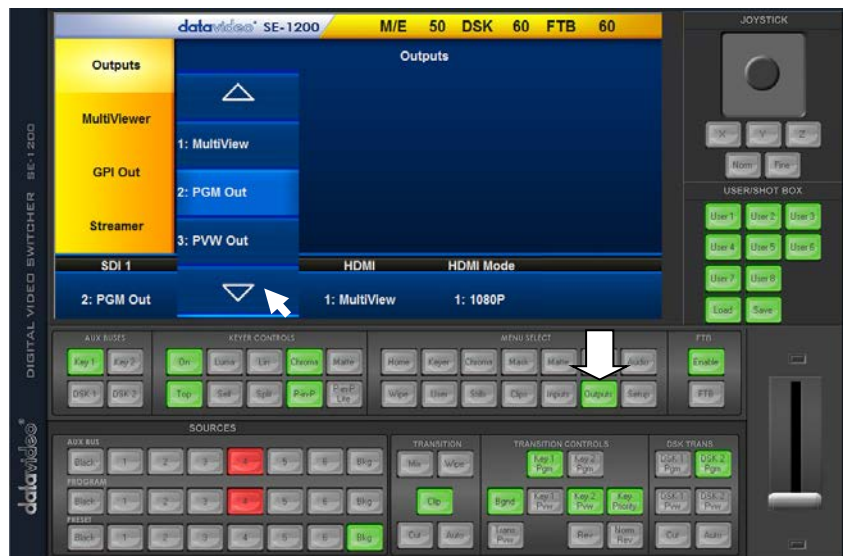 datavideo SE-1200 M/E 50 DSK 60 FTB 60
JOYSTICK
Outputs
Outputs
MultiViewer
1: MultiView
GPI Out
2: PGM Out
Streamer
3: PVW Out
SDI 1 HDMI HDMI Mode
2: PGM Out 1: MultiView 1: 1080P
X Y Z
Norm Fine
USER/SHOT BOX
User 1 User 2 User 3
User 4 User 5 User 6
User 7 User 8
Load Save
DIGITAL VIDEO SWITCHER SE-1200
datavideo
AUX BUSES KEYER CONTROLS MENU SELECT FTB
Key 1 Key 2 On Luma Lin Chroma Matte Home Keyer Chroma Mask Matte Audio Enable
DSK 1 DSK 2 Top Self Split P-in-P P-in-P Lite Wipe User Stills Clips Inputs Outputs Setup FTB
SOURCES
AUX BUS TRANSITION TRANSITION CONTROLS DSK TRANS
Black 1 2 3 4 5 6 Bkg Mix Wipe Key 1 Pgm Key 2 Pgm DSK 1 Pgm DSK 2 Pgm
PROGRAM
Black 1 2 3 4 5 6 Bkg Clip Bgnd Key 1 Pvw Key 2 Pvw Key Priority DSK 1 Pvw DSK 2 Pvw
PRESET
Black 1 2 3 4 5 6 Bkg Cut Auto Trans Pvw Rev Norm Rev Cut Auto